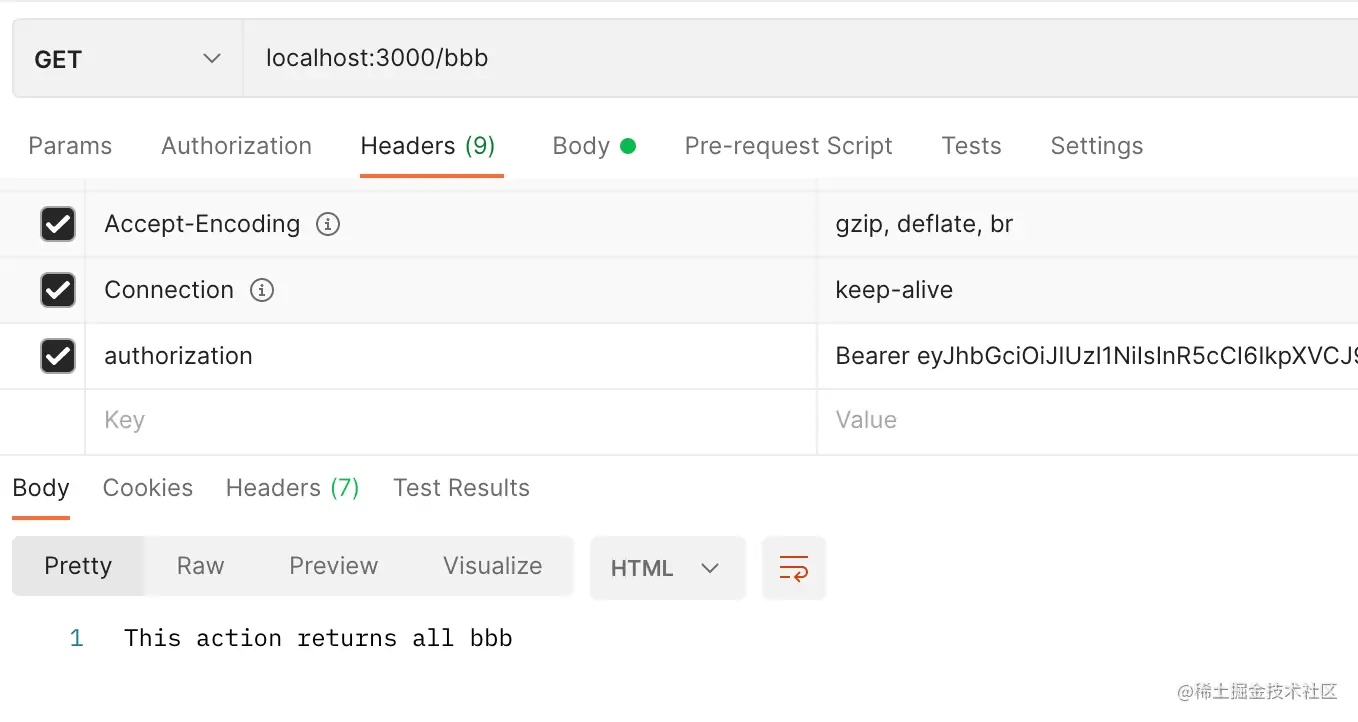 GET localhost:3000/bbb
Params Authorization Headers (9) Body Pre-request Script Tests Settings
Accept-Encoding gzip, deflate, br
Connection keep-alive
authorization Bearer eyJhbGciOiJIUzI1NiIsInR5cCI6IkpXVCJ9
Key Value
Body Cookies Headers (7) Test Results
Pretty Raw Preview Visualize HTML
1 This action returns all bbb
@稀土掘金技术社区